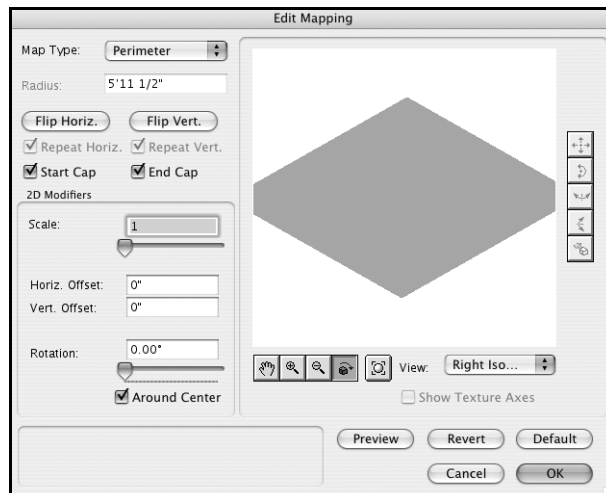 Edit Mapping
Map Type: Perimeter
Radius: 5'11 1/2"
Flip Horiz. Flip Vert.
Repeat Horiz. Repeat Vert.
Start Cap End Cap
2D Modifiers
Scale: 1
Horiz. Offset: 0"
Vert. Offset: 0"
Rotation: 0.00°
Around Center
View: Right Iso...
Show Texture Axes
Preview Revert Default
Cancel OK